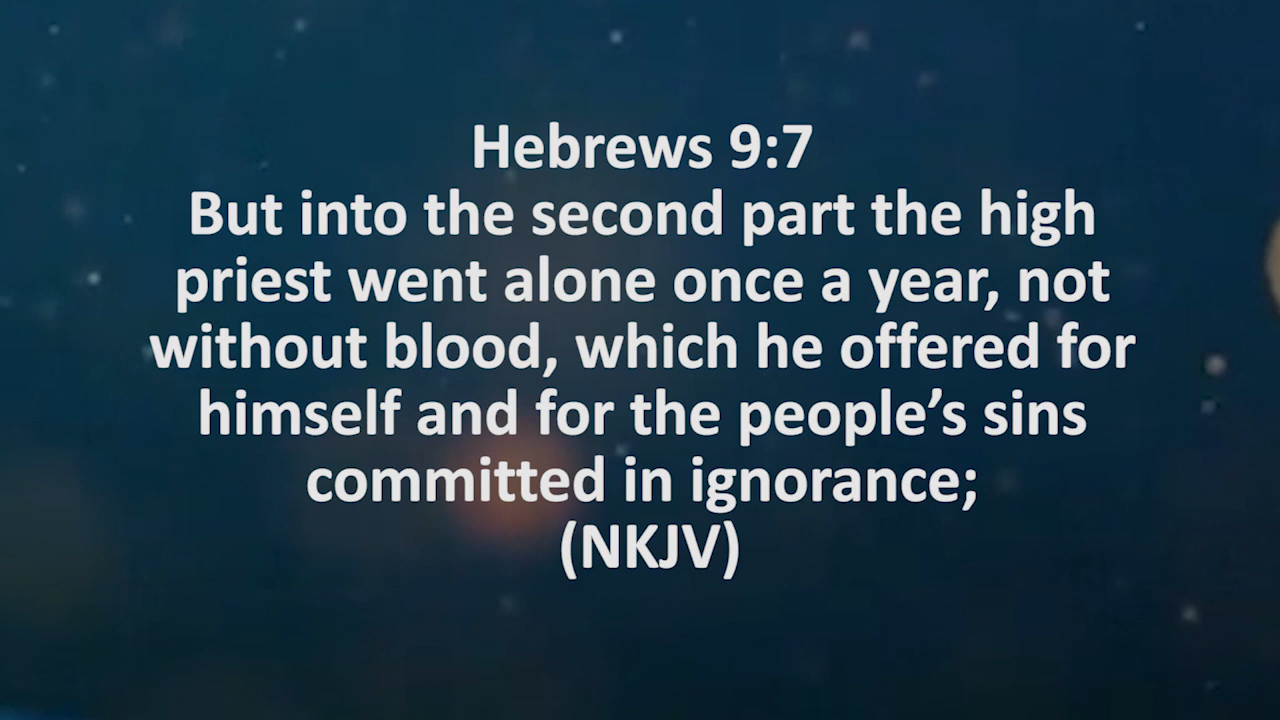 Hebrews 9:7
But into the second part the high
priest went alone once a year, not
without blood, which he offered for
himself and for the people’s sins
committed in ignorance;
(NKJV)